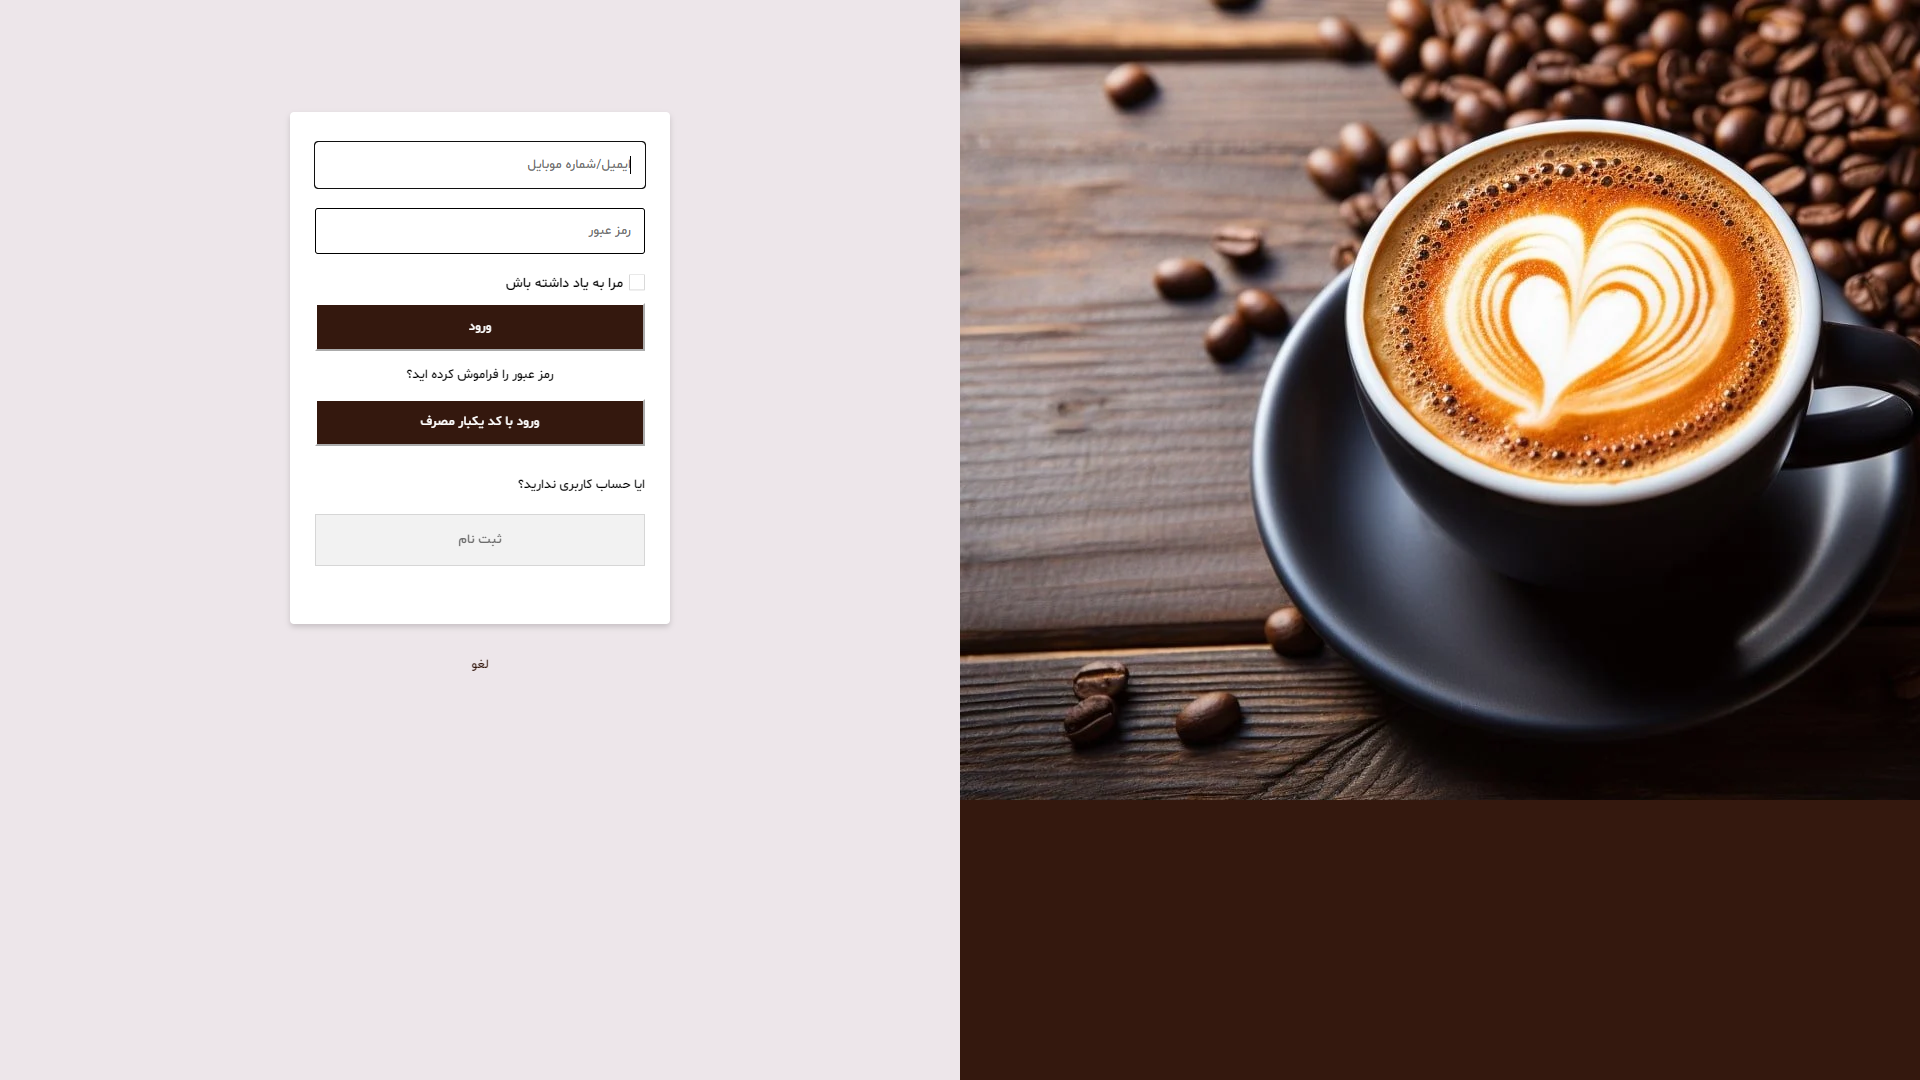 ایمیل/شماره موبایل
رمز عبور
مرا به یاد داشته باش
ورود
رمز عبور را فراموش کرده اید؟
ورود با کد یکبار مصرف
ایا حساب کاربری ندارید؟
ثبت نام
لغو